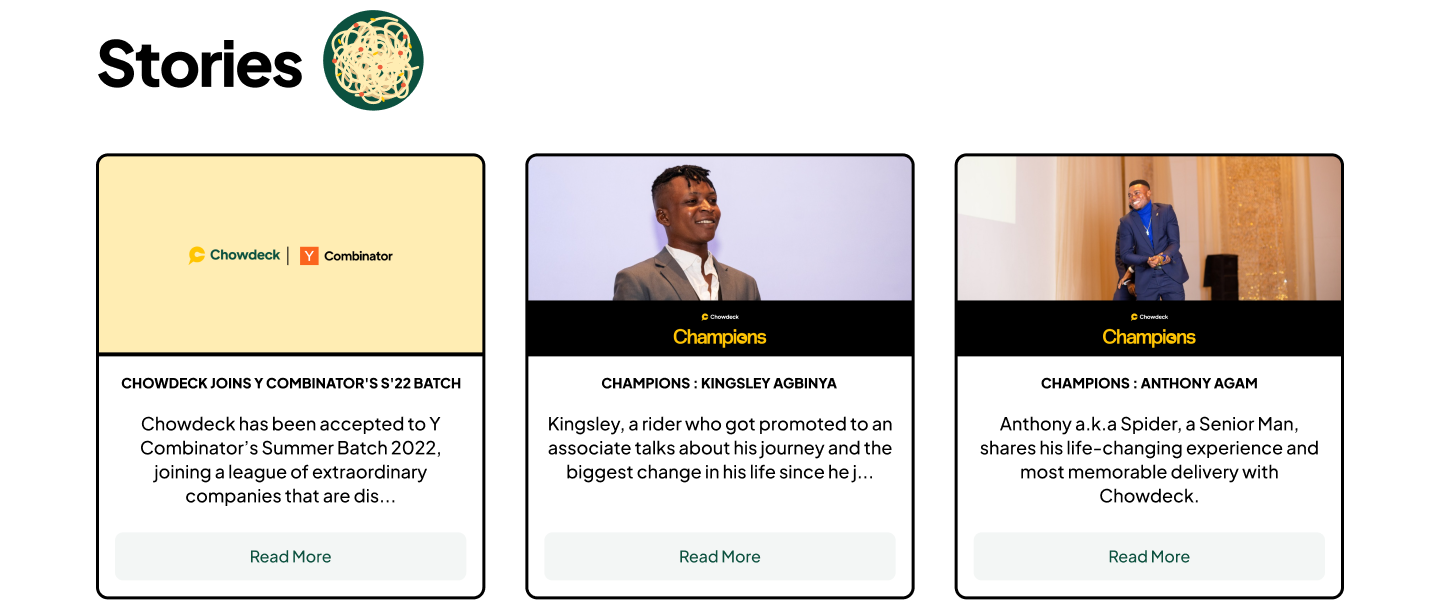 Stories
Chowdeck | Y Combinator
CHOWDECK JOINS Y COMBINATOR'S S'22 BATCH
Chowdeck has been accepted to Y
Combinator’s Summer Batch 2022,
joining a league of extraordinary
companies that are dis...
Read More
Chowdeck
Champions
CHAMPIONS : KINGSLEY AGBINYA
Kingsley, a rider who got promoted to an
associate talks about his journey and the
biggest change in his life since he j...
Read More
Chowdeck
Champions
CHAMPIONS : ANTHONY AGAM
Anthony a.k.a Spider, a Senior Man,
shares his life-changing experience and
most memorable delivery with
Chowdeck.
Read More